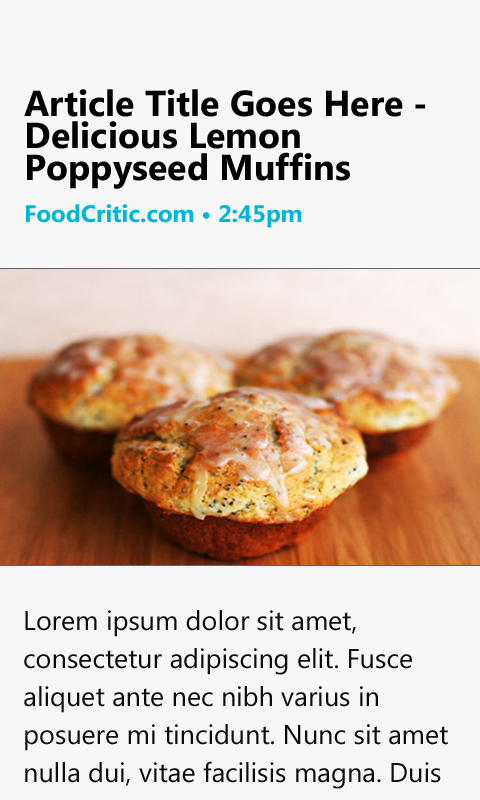 Article Title Goes Here -
Delicious Lemon
Poppyseed Muffins
FoodCritic.com • 2:45pm
Lorem ipsum dolor sit amet,
consectetur adipiscing elit. Fusce
aliquet ante nec nibh varius in
posuere mi tincidunt. Nunc sit amet
nulla dui, vitae facilisis magna. Duis